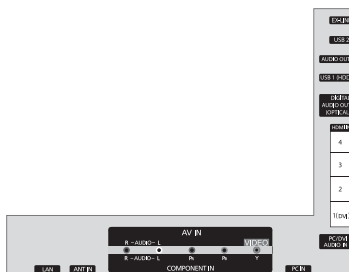 EX-LINK
USB 2
AUDIO OUT
USB 1 (HDD)
DIGITAL
AUDIO OUT
(OPTICAL)
HDMI IN
4
3
2
1(DVI)
PC/DVI
AUDIO IN
AV IN
R -AUDIO- L VIDEO
R -AUDIO- L PB PR Y
COMPONENT IN
LAN ANT IN PC IN